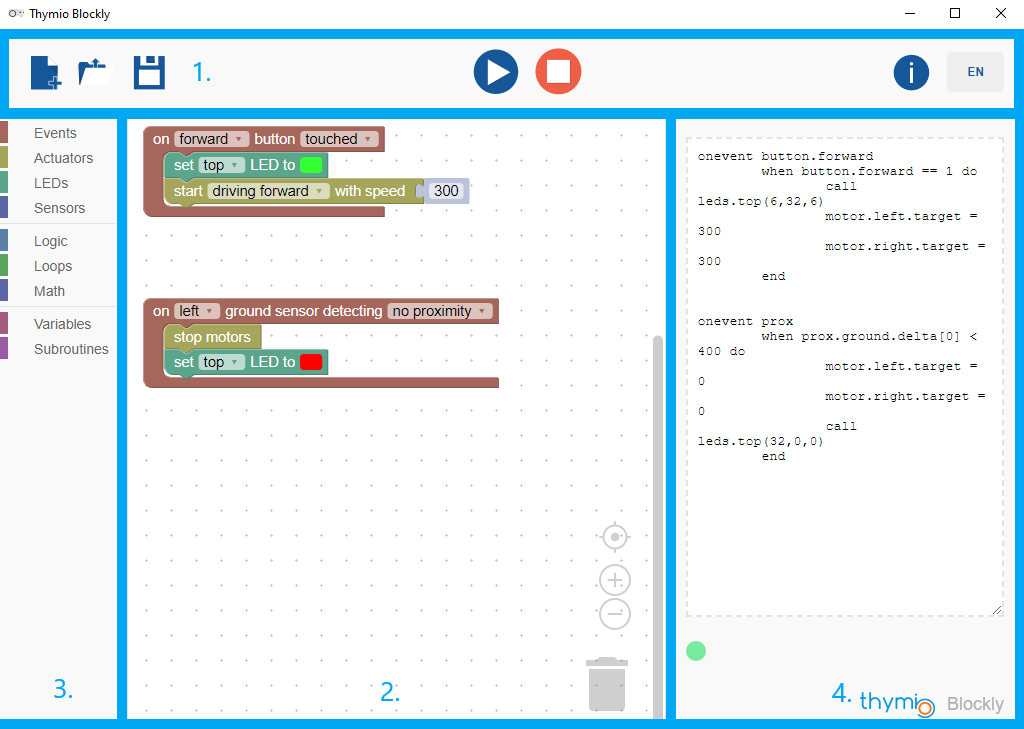 Thymio Blockly
1.
EN
Events
Actuators
LEDs
Sensors
Logic
Loops
Math
Variables
Subroutines
3.
on forward button touched
set top LED to
start driving forward with speed 300
on left ground sensor detecting no proximity
stop motors
set top LED to
2.
onevent button.forward
when button.forward == 1 do
call
leds.top(6,32,6)
motor.left.target =
300
motor.right.target =
300
end
onevent prox
when prox.ground.delta[0] <
400 do
motor.left.target =
0
motor.right.target =
0
call
leds.top(32,0,0)
end
4.
thymio Blockly